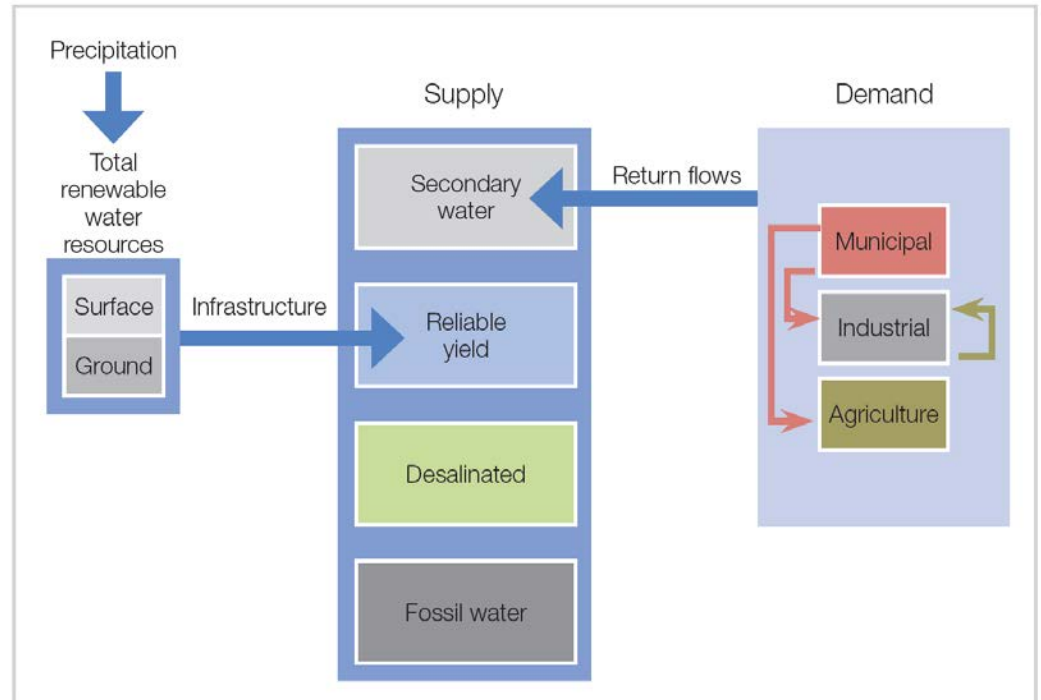 Precipitation
Total
renewable
water
resources
Surface
Ground
Infrastructure
Supply
Secondary
water
Reliable
yield
Desalinated
Fossil water
Return flows
Demand
Municipal
Industrial
Agriculture